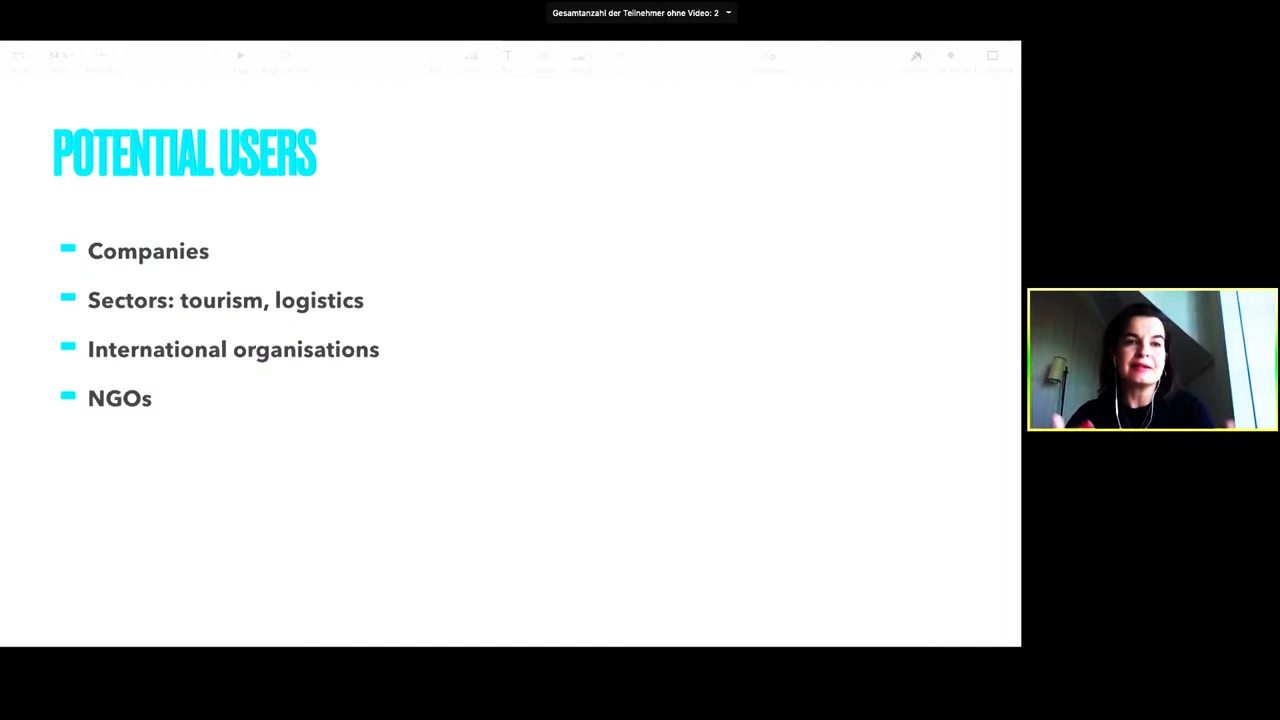 Gesamtanzahl der Teilnehmer ohne Video: 2
POTENTIAL USERS
Companies
Sectors: tourism, logistics
International organisations
NGOs